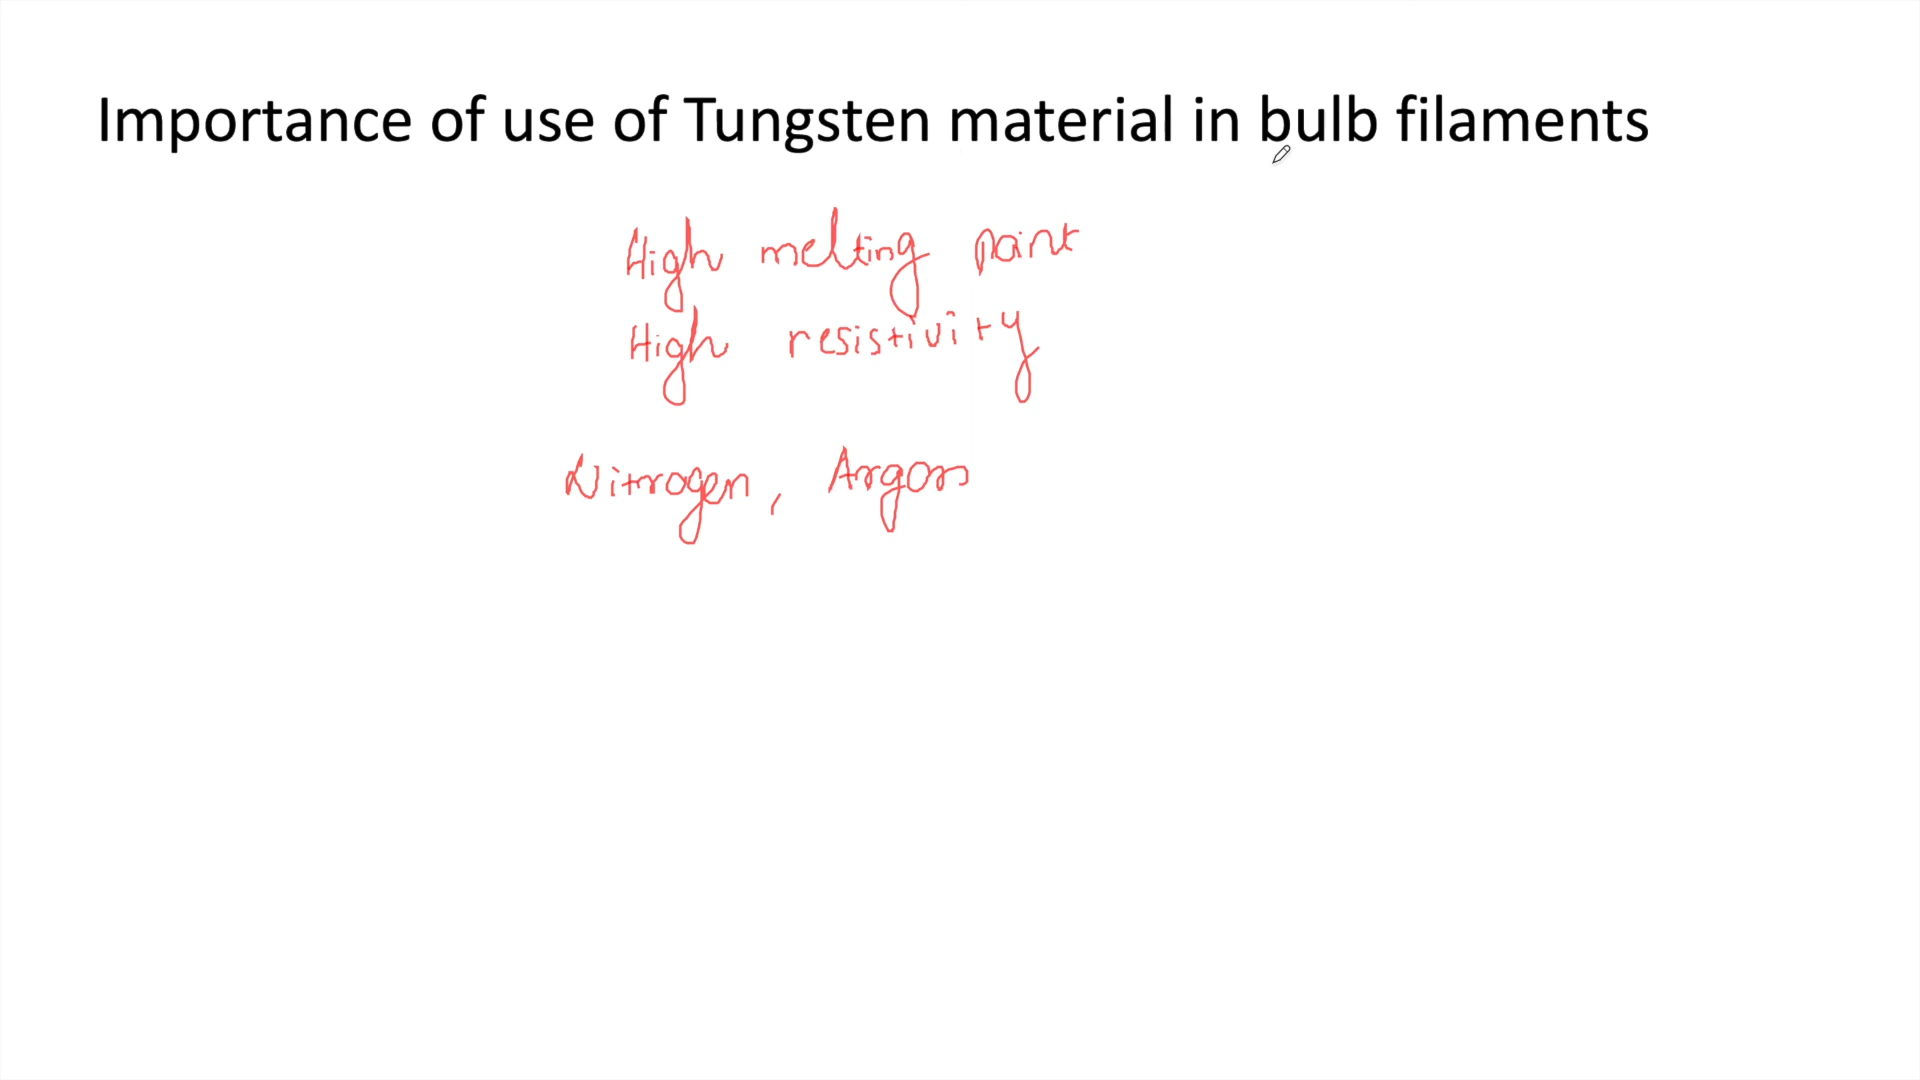 Importance of use of Tungsten material in bulb filaments
High melting point
High resistivity
Nitrogen, Argon